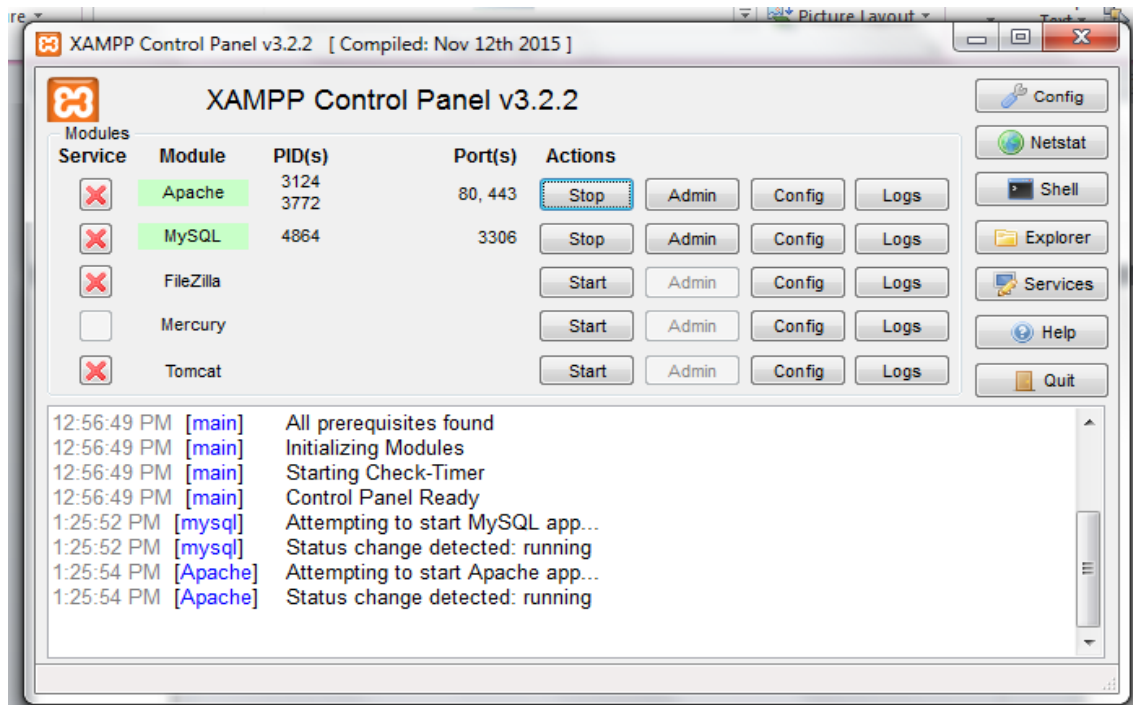 re
Picture Layout
Text
XAMPP Control Panel v3.2.2 [ Compiled: Nov 12th 2015 ]
XAMPP Control Panel v3.2.2
Config
Modules
Service Module PID(s) Port(s) Actions
Netstat
Apache 3124 3772 80, 443 Stop Admin Config Logs
Shell
MySQL 4864 3306 Stop Admin Config Logs
Explorer
FileZilla Start Admin Config Logs
Services
Mercury Start Admin Config Logs
Help
Tomcat Start Admin Config Logs
Quit
12:56:49 PM [main] All prerequisites found
12:56:49 PM [main] Initializing Modules
12:56:49 PM [main] Starting Check-Timer
12:56:49 PM [main] Control Panel Ready
1:25:52 PM [mysql] Attempting to start MySQL app...
1:25:52 PM [mysql] Status change detected: running
1:25:54 PM [Apache] Attempting to start Apache app...
1:25:54 PM [Apache] Status change detected: running